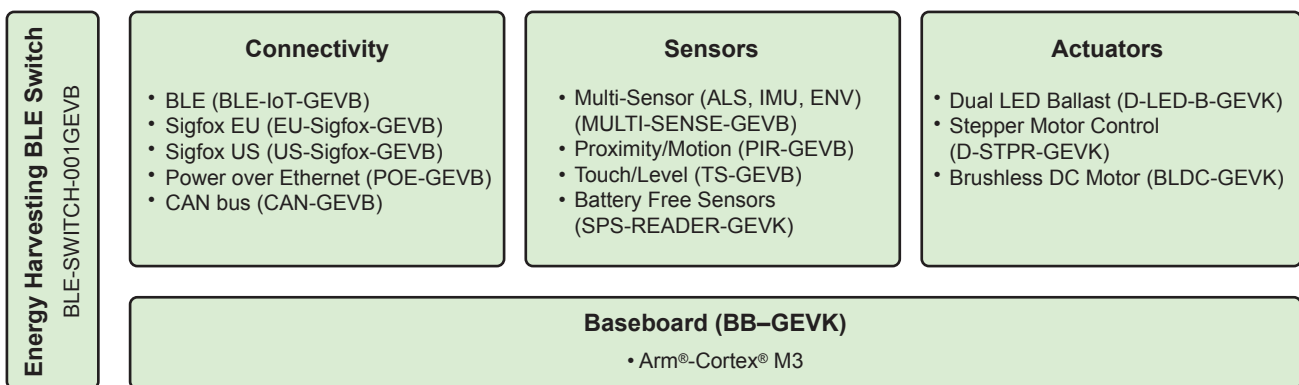 Energy Harvesting BLE Switch
BLE-SWITCH-001GEVB
Connectivity
• BLE (BLE-IoT-GEVB)
• Sigfox EU (EU-Sigfox-GEVB)
• Sigfox US (US-Sigfox-GEVB)
• Power over Ethernet (POE-GEVB)
• CAN bus (CAN-GEVB)
Sensors
• Multi-Sensor (ALS, IMU, ENV)
(MULTI-SENSE-GEVB)
• Proximity/Motion (PIR-GEVB)
• Touch/Level (TS-GEVB)
• Battery Free Sensors
(SPS-READER-GEVK)
Actuators
• Dual LED Ballast (D-LED-B-GEVK)
• Stepper Motor Control
(D-STPR-GEVK)
• Brushless DC Motor (BLDC-GEVK)
Baseboard (BB–GEVK)
• Arm®-Cortex® M3